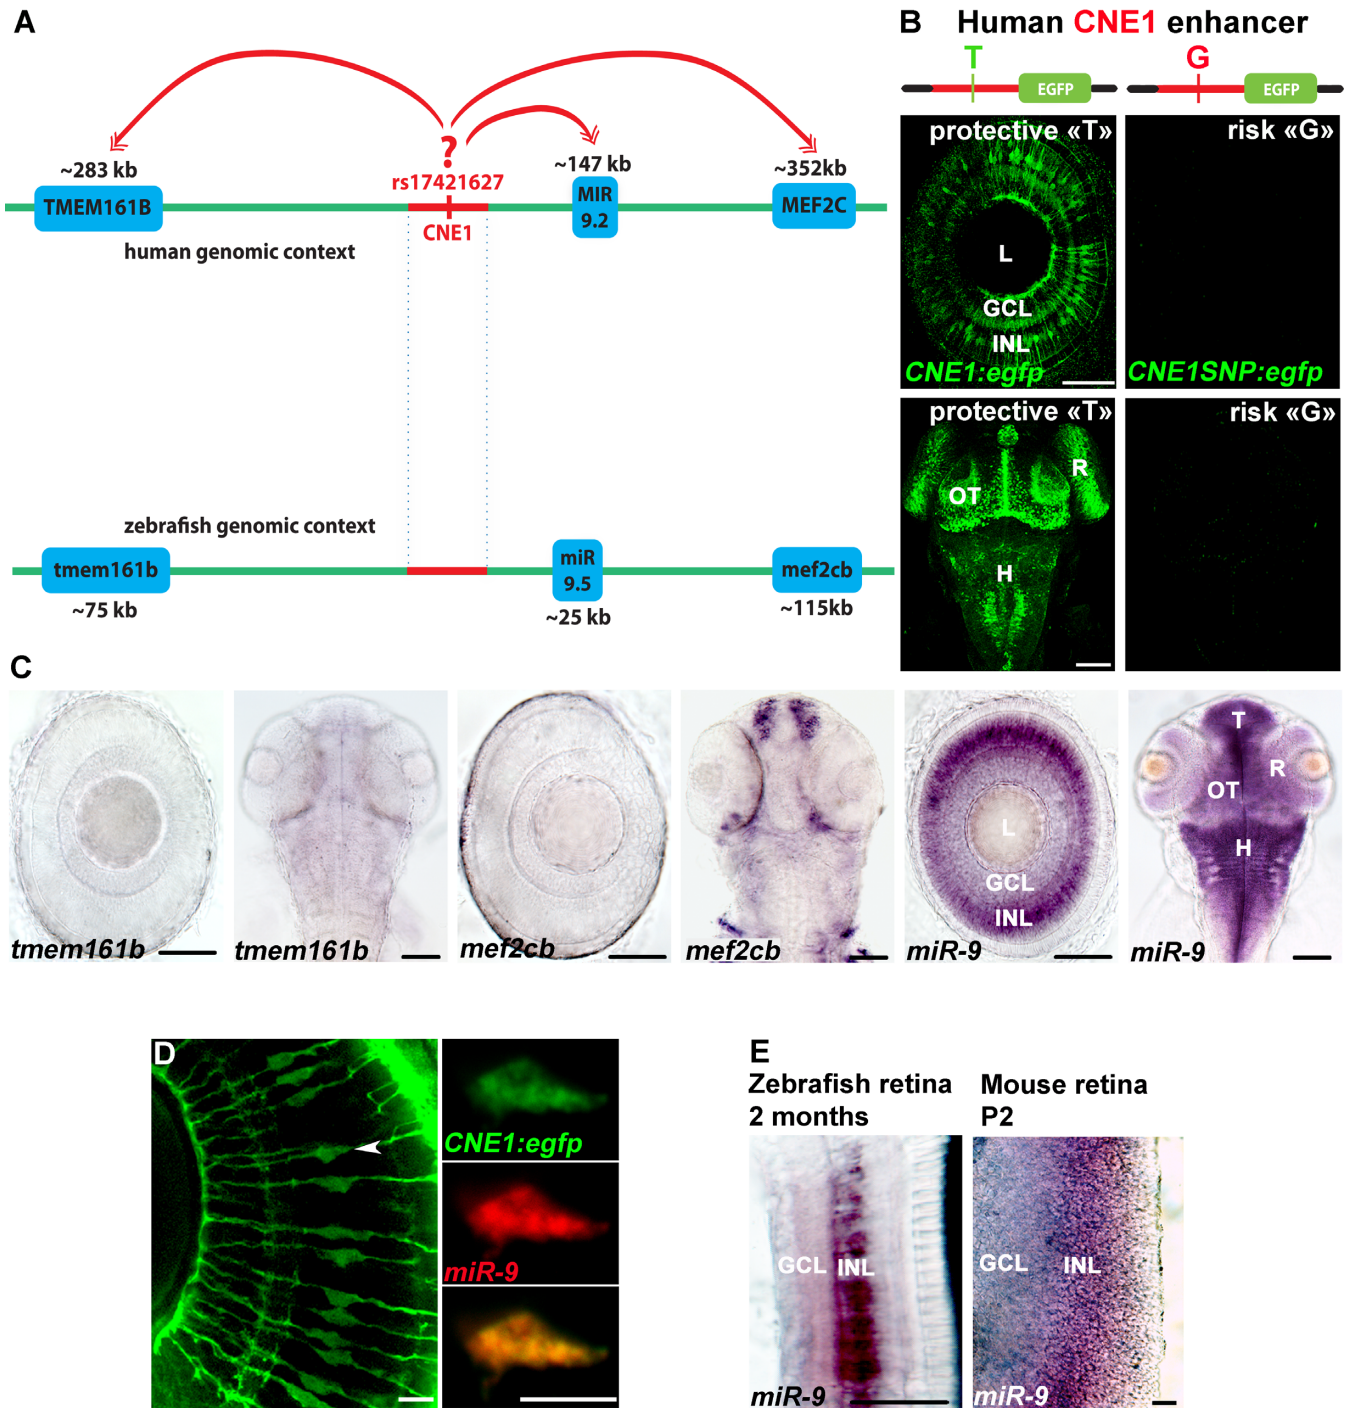 A
?
~283 kb
~147 kb
~352kb
rs17421627
TMEM161B
MIR
9.2
MEF2C
CNE1
human genomic context
zebrafish genomic context
tmem161b
miR
9.5
mef2cb
~75 kb
~25 kb
~115kb
B
Human CNE1 enhancer
T
G
EGFP
EGFP
protective «T»
risk «G»
L
GCL
INL
CNE1:egfp
CNE1SNP:egfp
protective «T»
risk «G»
R
OT
H
C
tmem161b
tmem161b
mef2cb
mef2cb
L
GCL
INL
miR-9
T
R
OT
H
miR-9
D
CNE1:egfp
miR-9
E
Zebrafish retina
2 months
Mouse retina
P2
GCL INL
miR-9
GCL INL
miR-9